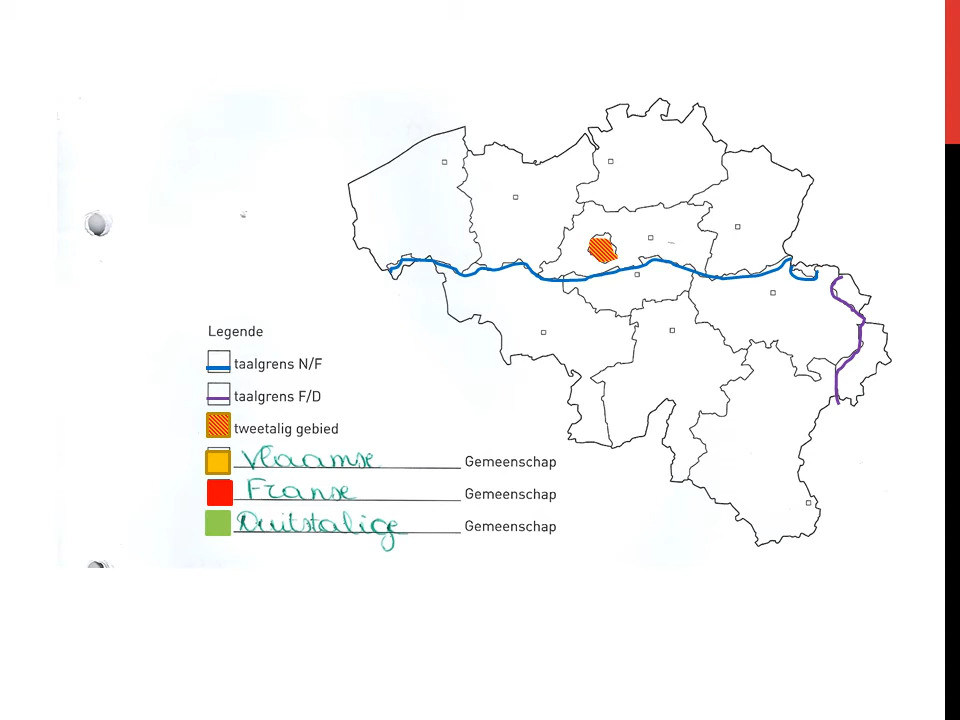 Legende
taalgrens N/F
taalgrens F/D
tweetalig gebied
Vlaamse Gemeenschap
Franse Gemeenschap
Duitstalige Gemeenschap